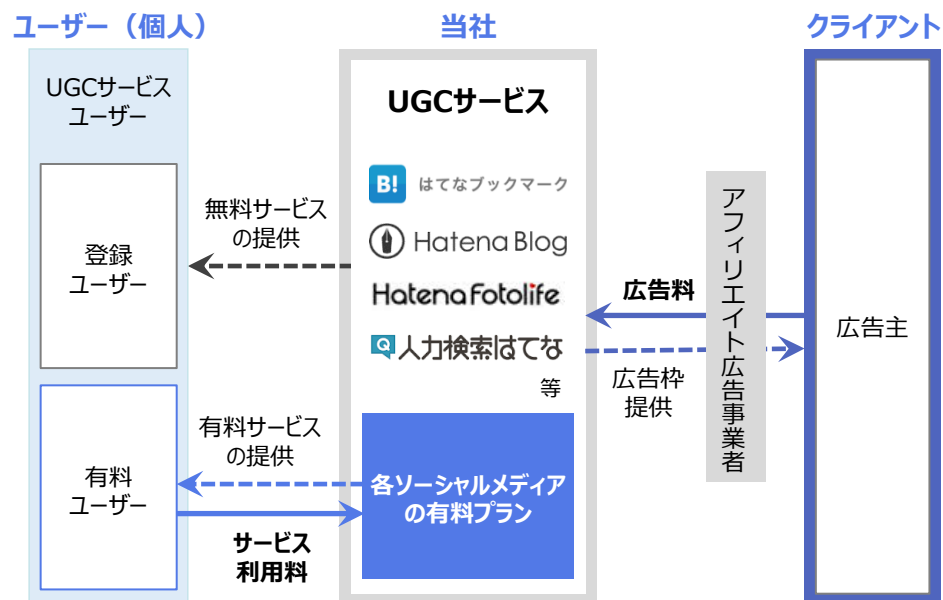 ユーザー（個人）
当社
クライアント
UGCサービス
ユーザー
登録
ユーザー
有料
ユーザー
無料サービス
の提供
有料サービス
の提供
サービス
利用料
UGCサービス
B! はてなブックマーク
Hatena Blog
Hatena Fotolife
Q 人力検索はてな
等
各ソーシャルメディア
の有料プラン
広告料
広告枠
提供
アフィリエイト広告事業者
広告主